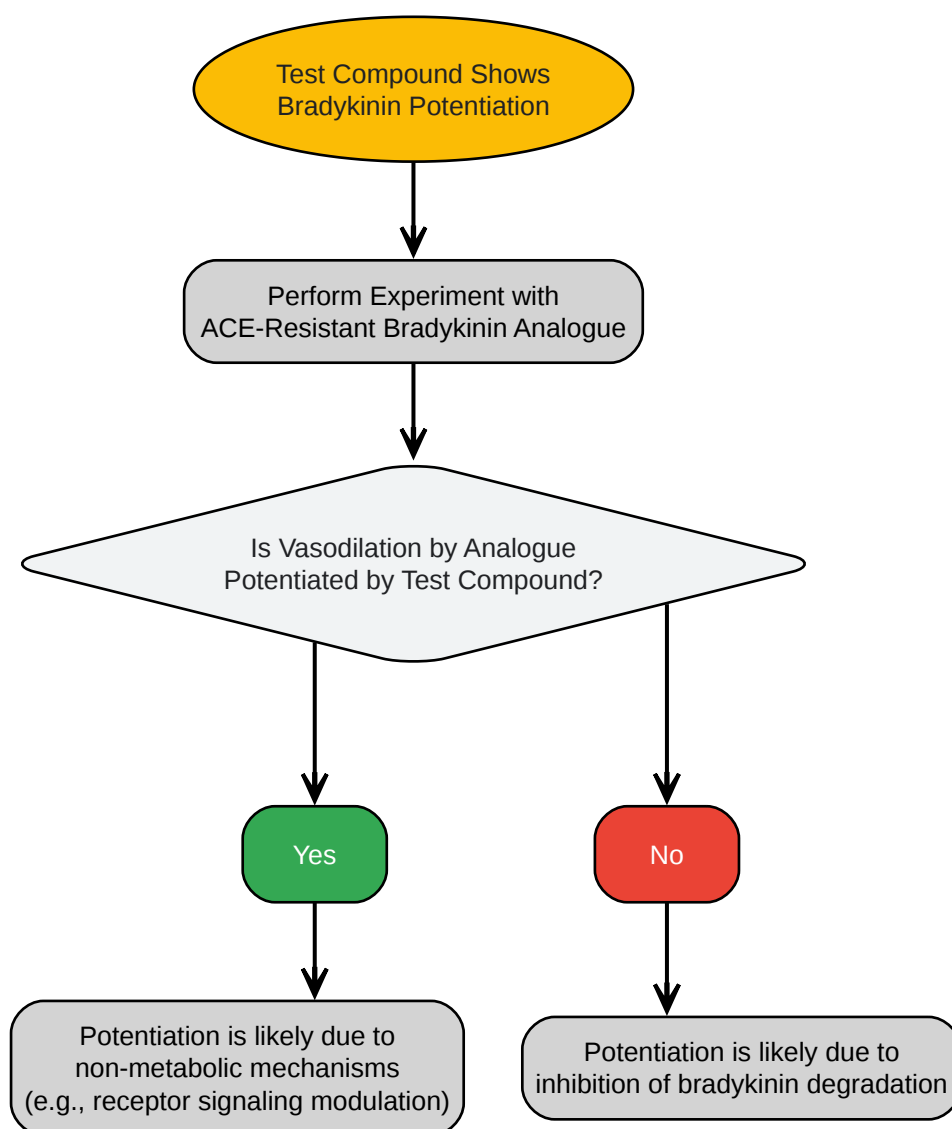 Test Compound Shows
Bradykinin Potentiation
Perform Experiment with
ACE-Resistant Bradykinin Analogue
Is Vasodilation by Analogue
Potentiated by Test Compound?
Yes
No
Potentiation is likely due to
non-metabolic mechanisms
(e.g., receptor signaling modulation)
Potentiation is likely due to
inhibition of bradykinin degradation